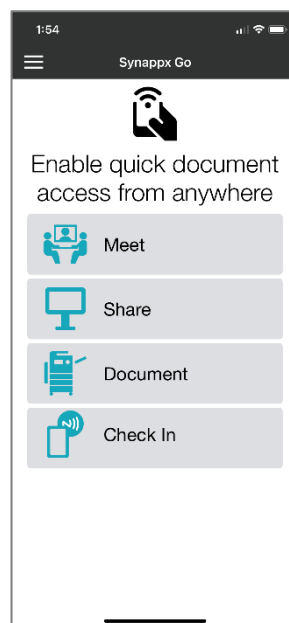 1:54
Synappx Go
Enable quick document
access from anywhere
Meet
Share
Document
Check In